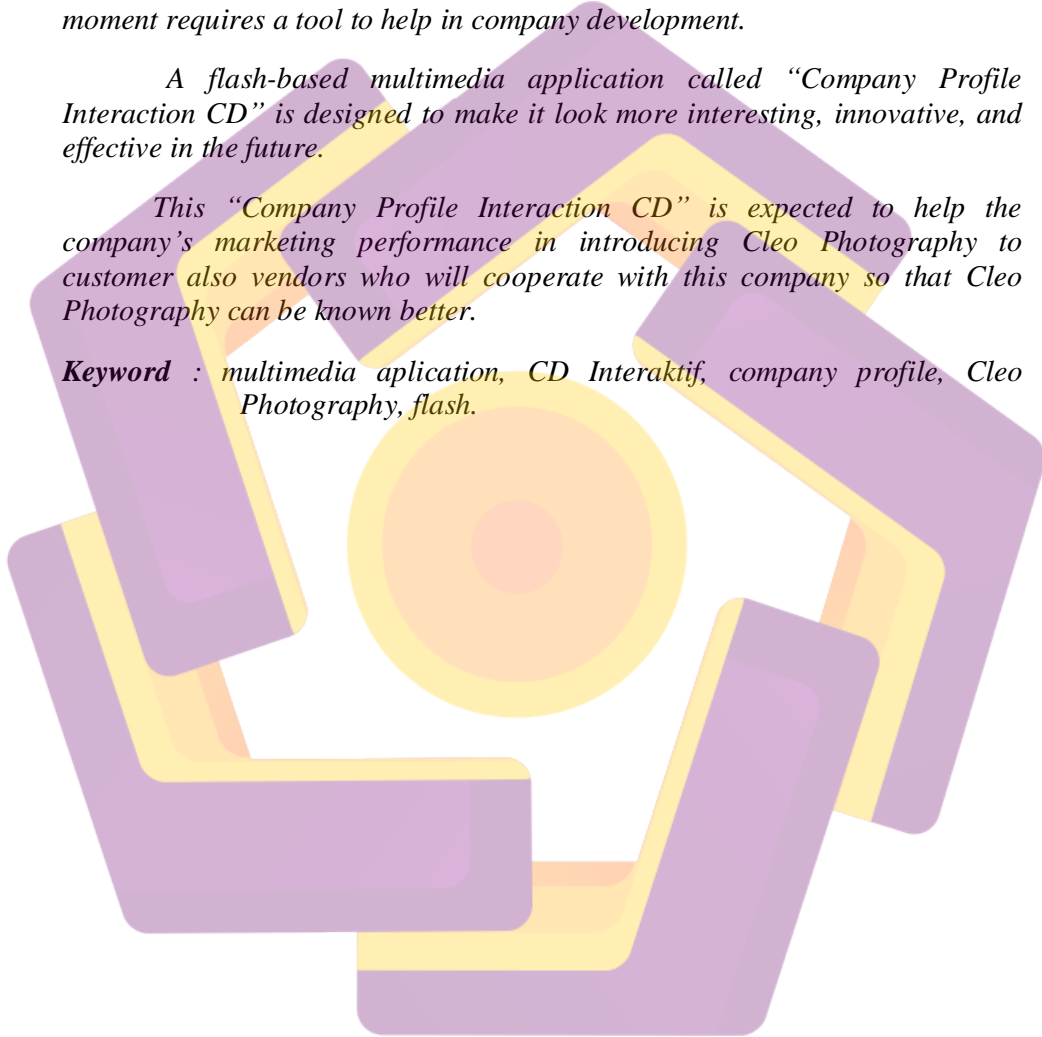 moment requires a tool to help in company development.
A flash-based multimedia application called “Company Profile
Interaction CD” is designed to make it look more interesting, innovative, and
effective in the future.
This “Company Profile Interaction CD” is expected to help the
company’s marketing performance in introducing Cleo Photography to
customer also vendors who will cooperate with this company so that Cleo
Photography can be known better.
Keyword : multimedia aplication, CD Interaktif, company profile, Cleo
Photography, flash.